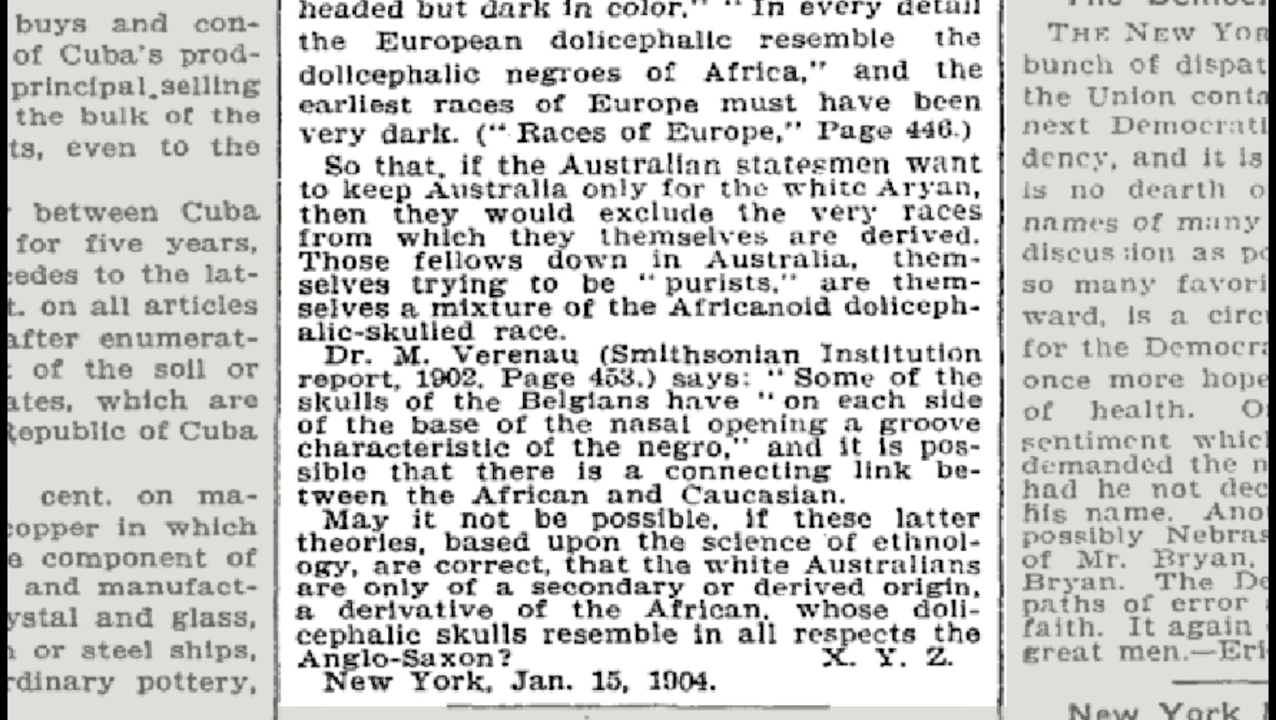 buys and con-
of Cuba's prod-
principal selling
the bulk of the
ts, even to the
between Cuba
for five years,
cedes to the lat-
t. on all articles
after enumerat-
of the soil or
ates, which are
Republic of Cuba
cent. on ma-
copper in which
e component of
and manufact-
ystal and glass,
or steel ships,
rdinary pottery,
headed but dark in color." "In every detail
the European dolicephalic resemble the
dolicephalic negroes of Africa," and the
earliest races of Europe must have been
very dark. ("Races of Europe," Page 446.)
So that, if the Australian statesmen want
to keep Australia only for the white Aryan,
then they would exclude the very races
from which they themselves are derived.
Those fellows down in Australia, them-
selves trying to be "purists," are them-
selves a mixture of the Africanoid doliceph-
alic-skulled race.
Dr. M. Verenau (Smithsonian Institution
report, 1902, Page 453.) says: "Some of the
skulls of the Belgians have "on each side
of the base of the nasal opening a groove
characteristic of the negro," and it is pos-
sible that there is a connecting link be-
tween the African and Caucasian.
May it not be possible, if these latter
theories, based upon the science of ethnol-
ogy, are correct, that the white Australians
are only of a secondary or derived origin,
a derivative of the African, whose doli-
cephalic skulls resemble in all respects the
Anglo-Saxon? X. Y. Z.
New York, Jan. 15, 1904.
THE NEW YOR
bunch of dispat
the Union conta
next Democrati
dency, and it is
is no dearth o
names of many
discussion as po
so many favori
ward, is a circu
for the Democra
once more hope
of health. O
sentiment whicl
demanded the n
had he not dec
his name. Ano
possibly Nebras
of Mr. Bryan,
Bryan. The De
paths of error
faith. It again
great men.—Eri
New York